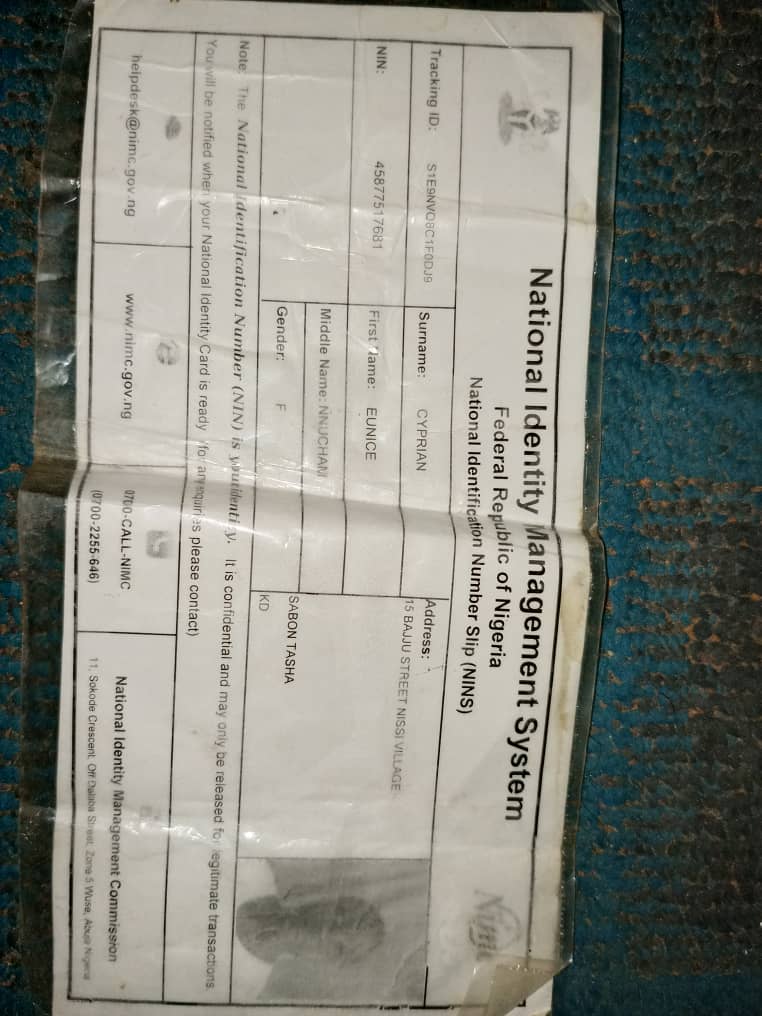 National Identity Management System
Federal Republic of Nigeria
National Identification Number Slip (NINS)
Tracking ID: S1E9NVO8C1F0DJ9
Surname: CYPRIAN
Address:
15 BAJJU STREET NISSI VILLAGE
NIN: 45877517681
First Name: EUNICE
Middle Name: NNUCHAM
SABON TASHA
Gender: F
KD
Note: The National Identification Number (NIN) is your identity. It is confidential and may only be released for legitimate transactions.
You will be notified when your National Identity Card is ready (for any enquiries please contact)
helpdesk@nimc.gov.ng
www.nimc.gov.ng
0700-CALL-NIMC
(0700-2255-646)
National Identity Management Commission
11, Sokode Crescent, Off Dalaba Street, Zone 5 Wuse, Abuja Nigeria